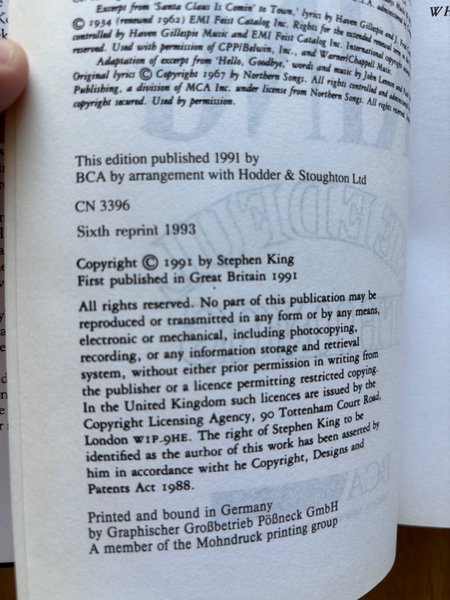 Excerpt from 'Santa Claus Is Comin' to Town,' lyrics by Haven Gillespie
© 1934 (renewed 1962) EMI Feist Catalog Inc. Rights for the extended
controlled by Haven Gillespie Music and EMI Feist Catalog Inc.
reserved. Used with permission of CPP/Belwin, Inc., and Warner/Chappell Music.
Adaptation of excerpt from 'Hello, Goodbye,' words and music by John Lennon and
Original lyrics © Copyright 1967 by Northern Songs. All rights controlled and
Publishing, a division of MCA Inc. under license from Northern Songs. All rights
copyright secured. Used by permission.
This edition published 1991 by
BCA by arrangement with Hodder & Stoughton Ltd
CN 3396
Sixth reprint 1993
Copyright © 1991 by Stephen King
First published in Great Britain 1991
All rights reserved. No part of this publication may be
reproduced or transmitted in any form or by any means,
electronic or mechanical, including photocopying,
recording, or any information storage and retrieval
system, without either prior permission in writing from
the publisher or a licence permitting restricted copying.
In the United Kingdom such licences are issued by the
Copyright Licensing Agency, 90 Tottenham Court Road,
London W1P.9HE. The right of Stephen King to be
identified as the author of this work has been asserted by
him in accordance witht he Copyright, Designs and
Patents Act 1988.
Printed and bound in Germany
by Graphischer Großbetrieb Pößneck GmbH
A member of the Mohndruck printing group